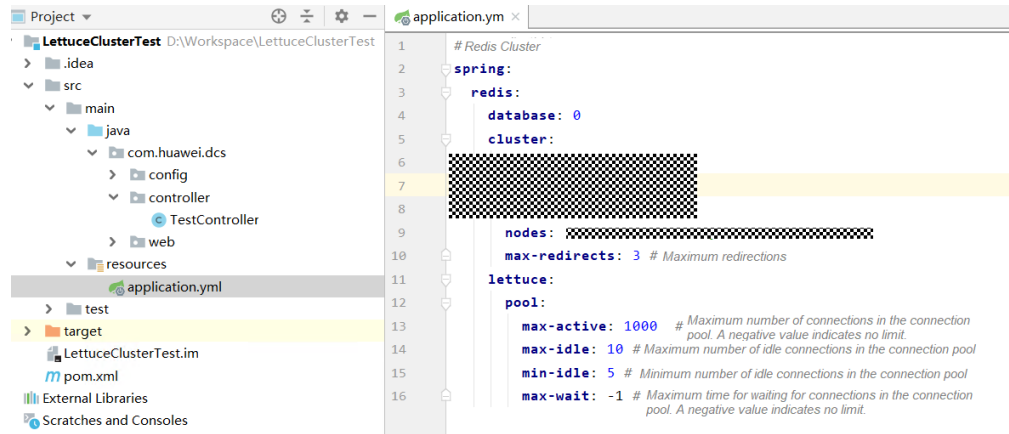 Project
LettuceClusterTest D:\Workspace\LettuceClusterTest
.idea
src
main
java
com.huawei.dcs
config
controller
TestController
web
resources
application.yml
test
target
LettuceClusterTest.im
pom.xml
External Libraries
Scratches and Consoles
application.ym
1 # Redis Cluster
2 spring:
3 redis:
4 database: 0
5 cluster:
6
7
8
9 nodes:
10 max-redirects: 3 # Maximum redirections
11 lettuce:
12 pool:
13 max-active: 1000 # Maximum number of connections in the connection
pool. A negative value indicates no limit.
14 max-idle: 10 # Maximum number of idle connections in the connection pool
15 min-idle: 5 # Minimum number of idle connections in the connection pool
16 max-wait: -1 # Maximum time for waiting for connections in the connection
pool. A negative value indicates no limit.